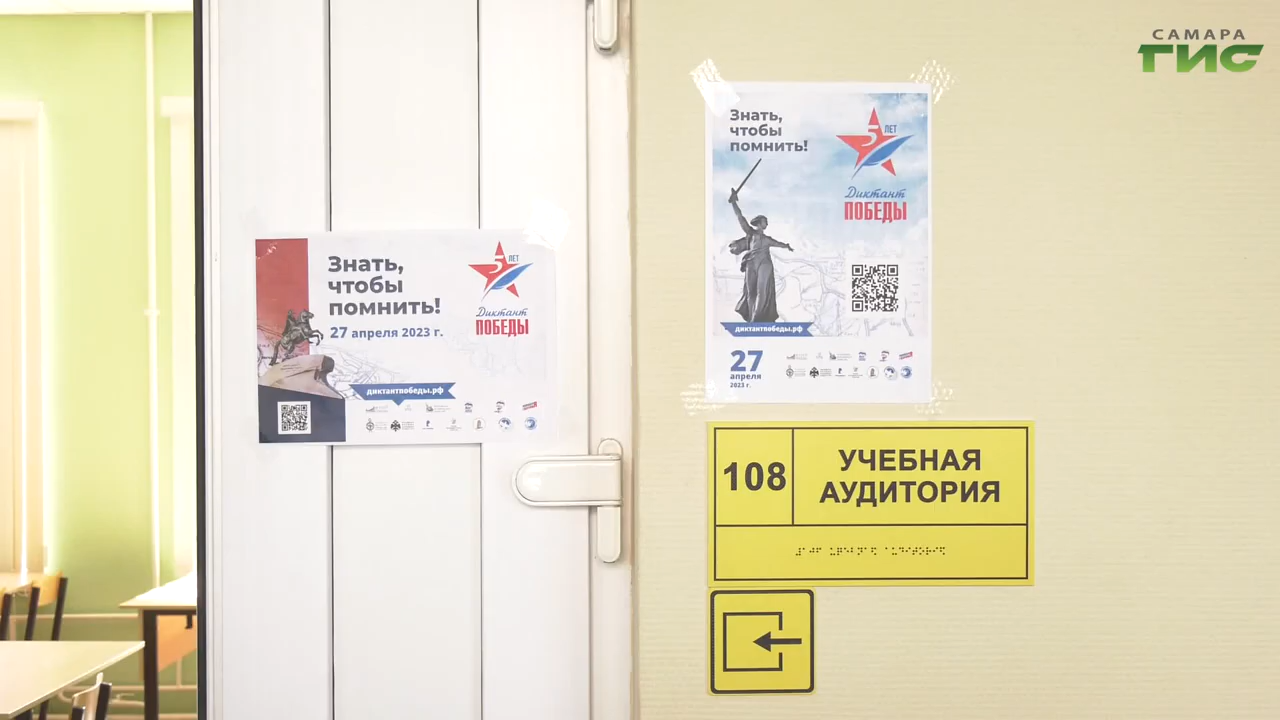 САМАРА
ГИС
Знать,
чтобы
помнить!
27 апреля 2023 г.
5 ЛЕТ
Диктант
ПОБЕДЫ
диктантпобеды.рф
Знать,
чтобы
помнить!
5 ЛЕТ
Диктант
ПОБЕДЫ
диктантпобеды.рф
27
апреля
2023 г.
108
УЧЕБНАЯ
АУДИТОРИЯ